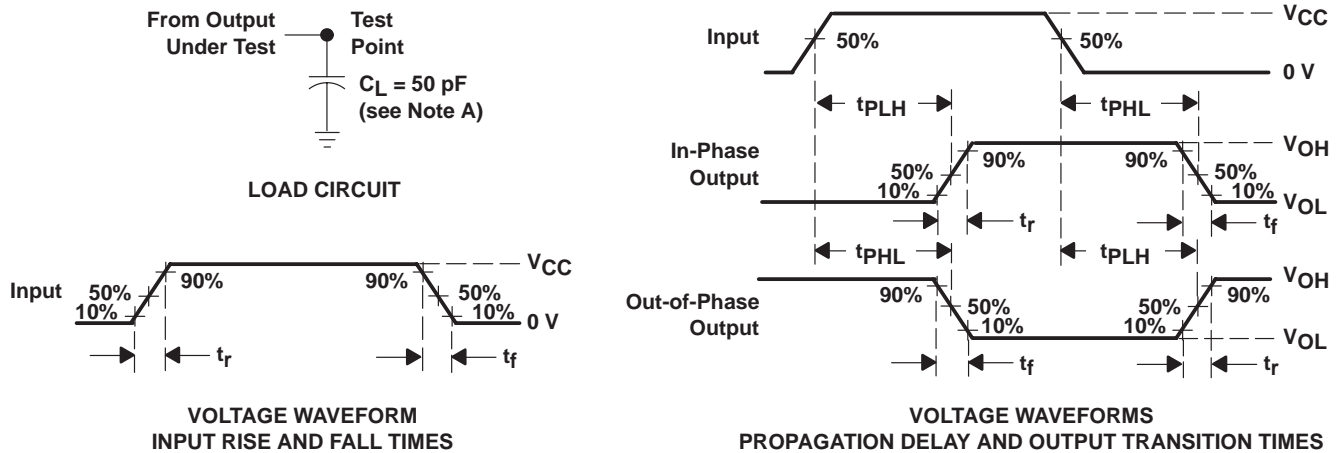 From Output
Under Test
Test
Point
CL = 50 pF
(see Note A)
LOAD CIRCUIT
Input
50%
10%
90%
90%
50%
10%
VCC
0 V
tr
tf
VOLTAGE WAVEFORM
INPUT RISE AND FALL TIMES
Input
50%
50%
VCC
0 V
tPLH
tPHL
In-Phase
Output
50%
10%
90%
90%
50%
10%
VOH
VOL
tr
tf
tPHL
tPLH
Out-of-Phase
Output
90%
50%
10%
50%
10%
90%
VOH
VOL
tf
tr
VOLTAGE WAVEFORMS
PROPAGATION DELAY AND OUTPUT TRANSITION TIMES